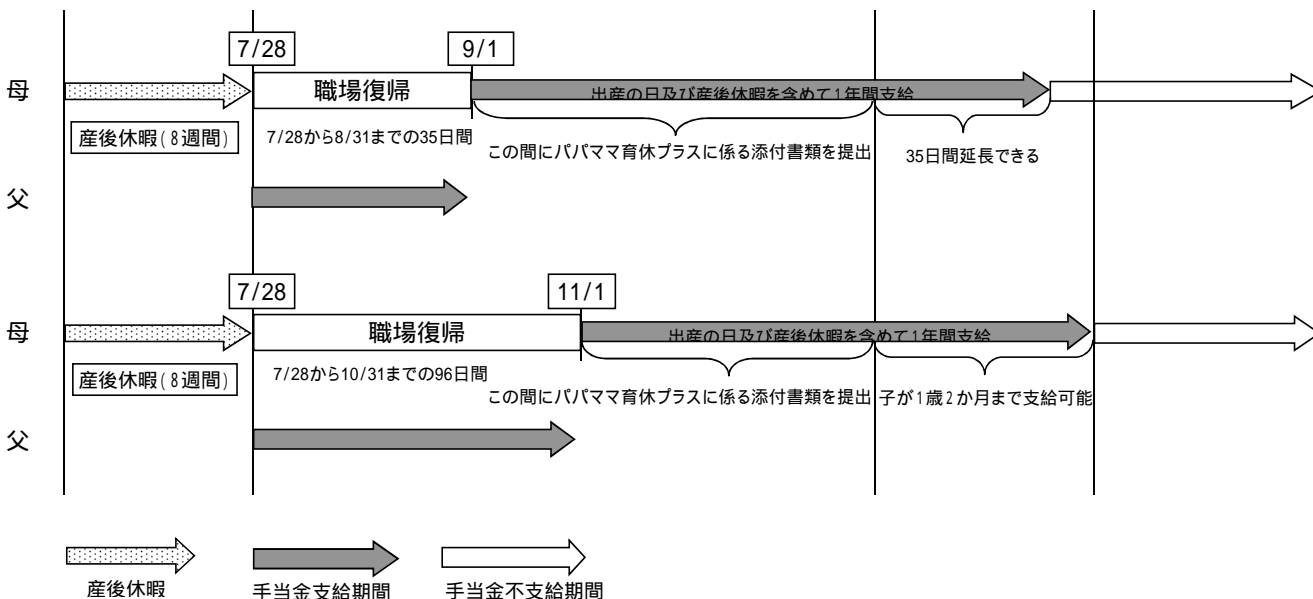 7/28
9/1
母
職場復帰
出産の日及び産後休暇を含めて1年間支給
産後休暇(8週間)
7/28から8/31までの35日間
この間にパパママ育休プラスに係る添付書類を提出
35日間延長できる
父
7/28
11/1
母
職場復帰
出産の日及び産後休暇を含めて1年間支給
産後休暇(8週間)
7/28から10/31までの96日間
この間にパパママ育休プラスに係る添付書類を提出
子が1歳2か月まで支給可能
父
産後休暇
手当金支給期間
手当金不支給期間